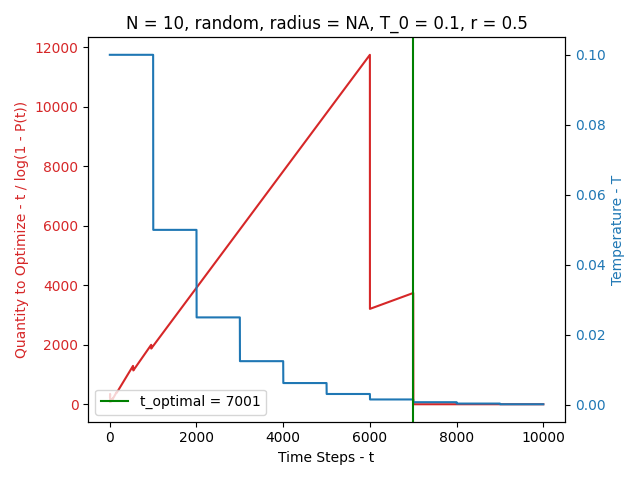 N = 10, random, radius = NA, T_0 = 0.1, r = 0.5
Quantity to Optimize - t / log(1 - P(t))
12000
10000
8000
6000
4000
2000
0
0.10
0.08
0.06
0.04
0.02
0.00
Temperature - T
t_optimal = 7001
0 2000 4000 6000 8000 10000
Time Steps - t